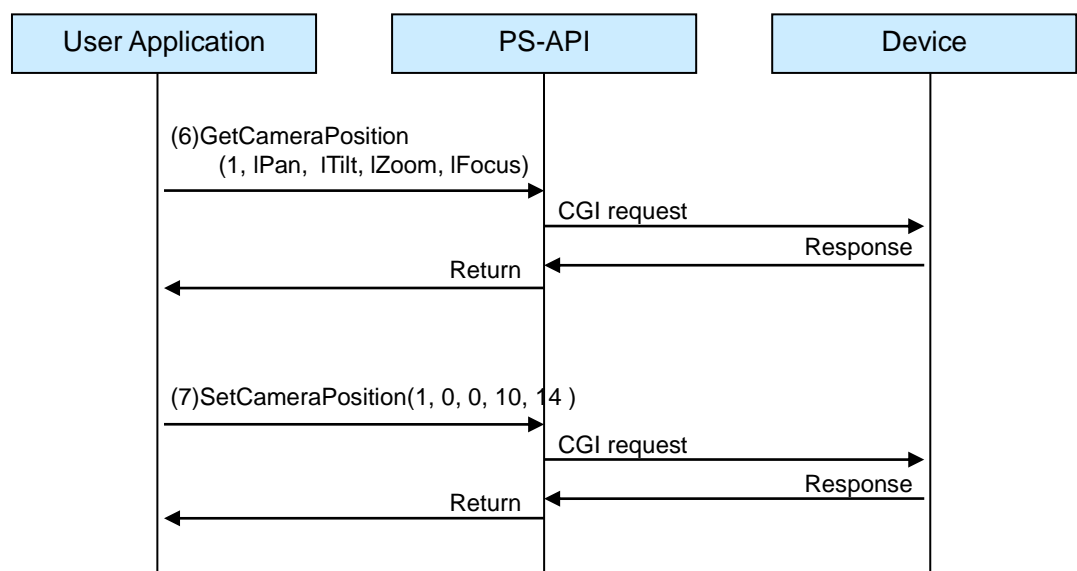 User Application
PS-API
Device
(6)GetCameraPosition
(1, lPan, lTilt, lZoom, lFocus)
CGI request
Response
Return
(7)SetCameraPosition(1, 0, 0, 10, 14 )
CGI request
Response
Return